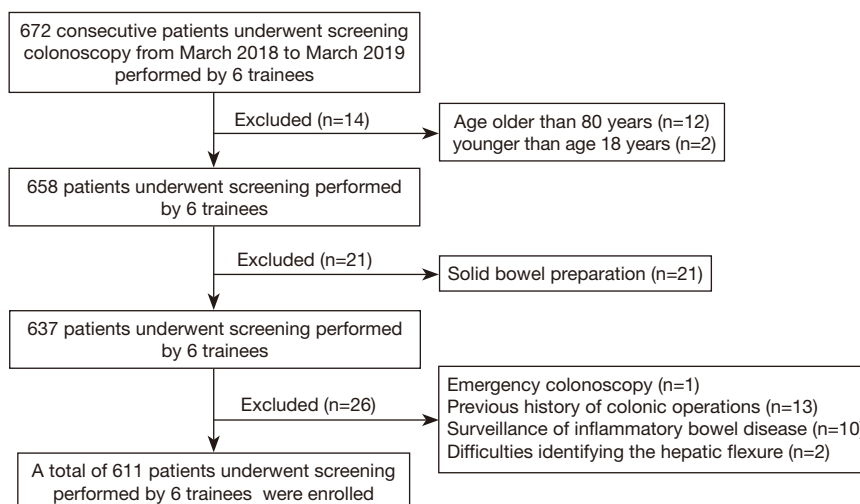 672 consecutive patients underwent screening
colonoscopy from March 2018 to March 2019
performed by 6 trainees
Excluded (n=14)
Age older than 80 years (n=12)
younger than age 18 years (n=2)
658 patients underwent screening performed
by 6 trainees
Excluded (n=21)
Solid bowel preparation (n=21)
637 patients underwent screening performed
by 6 trainees
Excluded (n=26)
Emergency colonoscopy (n=1)
Previous history of colonic operations (n=13)
Surveillance of inflammatory bowel disease (n=10)
Difficulties identifying the hepatic flexure (n=2)
A total of 611 patients underwent screening
performed by 6 trainees were enrolled